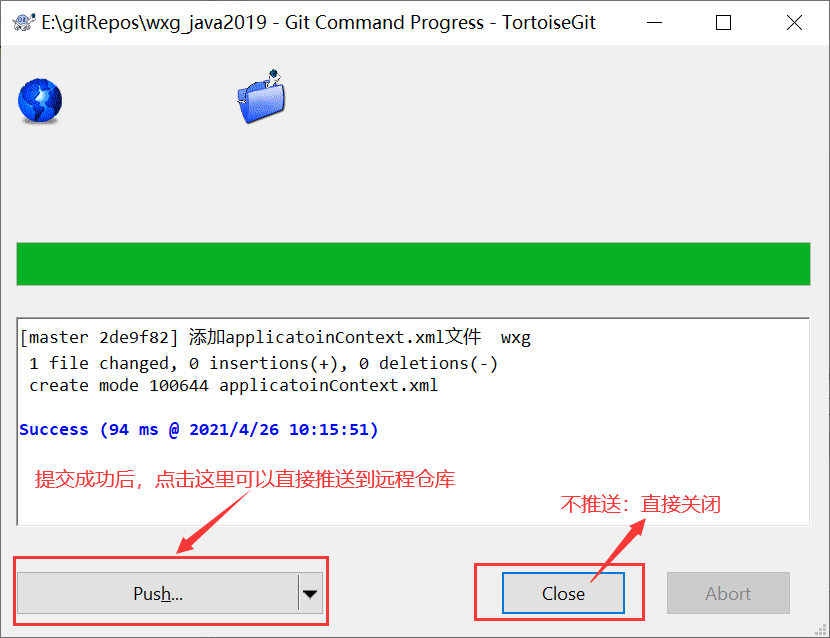 E:\gitRepos\wxg_java2019 - Git Command Progress - TortoiseGit
[master 2de9f82] 添加applicatoinContext.xml文件  wxg
 1 file changed, 0 insertions(+), 0 deletions(-)
 create mode 100644 applicatoinContext.xml
Success (94 ms @ 2021/4/26 10:15:51)
提交成功后，点击这里可以直接推送到远程仓库
不推送：直接关闭
Push...
Close
Abort